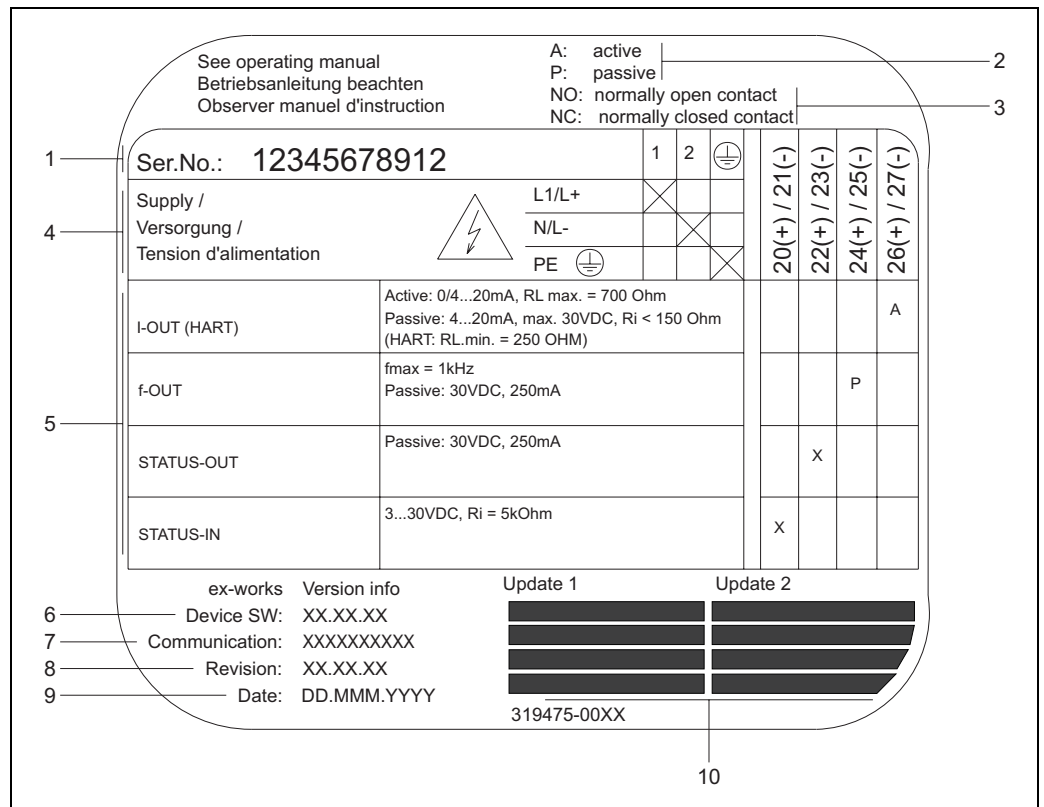 See operating manual
Betriebsanleitung beachten
Observer manuel d'instruction
A: active
P: passive
NO: normally open contact
NC: normally closed contact
2
3
1
Ser.No.: 12345678912
1 2
20(+) / 21(-)
22(+) / 23(-)
24(+) / 25(-)
26(+) / 27(-)
4
Supply /
Versorgung /
Tension d'alimentation
L1/L+
N/L-
PE
5
I-OUT (HART)
Active: 0/4...20mA, RL max. = 700 Ohm
Passive: 4...20mA, max. 30VDC, Ri < 150 Ohm
(HART: RL.min. = 250 OHM)
A
f-OUT
fmax = 1kHz
Passive: 30VDC, 250mA
P
STATUS-OUT
Passive: 30VDC, 250mA
X
STATUS-IN
3...30VDC, Ri = 5kOhm
X
ex-works Version info
Update 1
Update 2
6
Device SW: XX.XX.XX
7
Communication: XXXXXXXXXX
8
Revision: XX.XX.XX
9
Date: DD.MMM.YYYY
319475-00XX
10